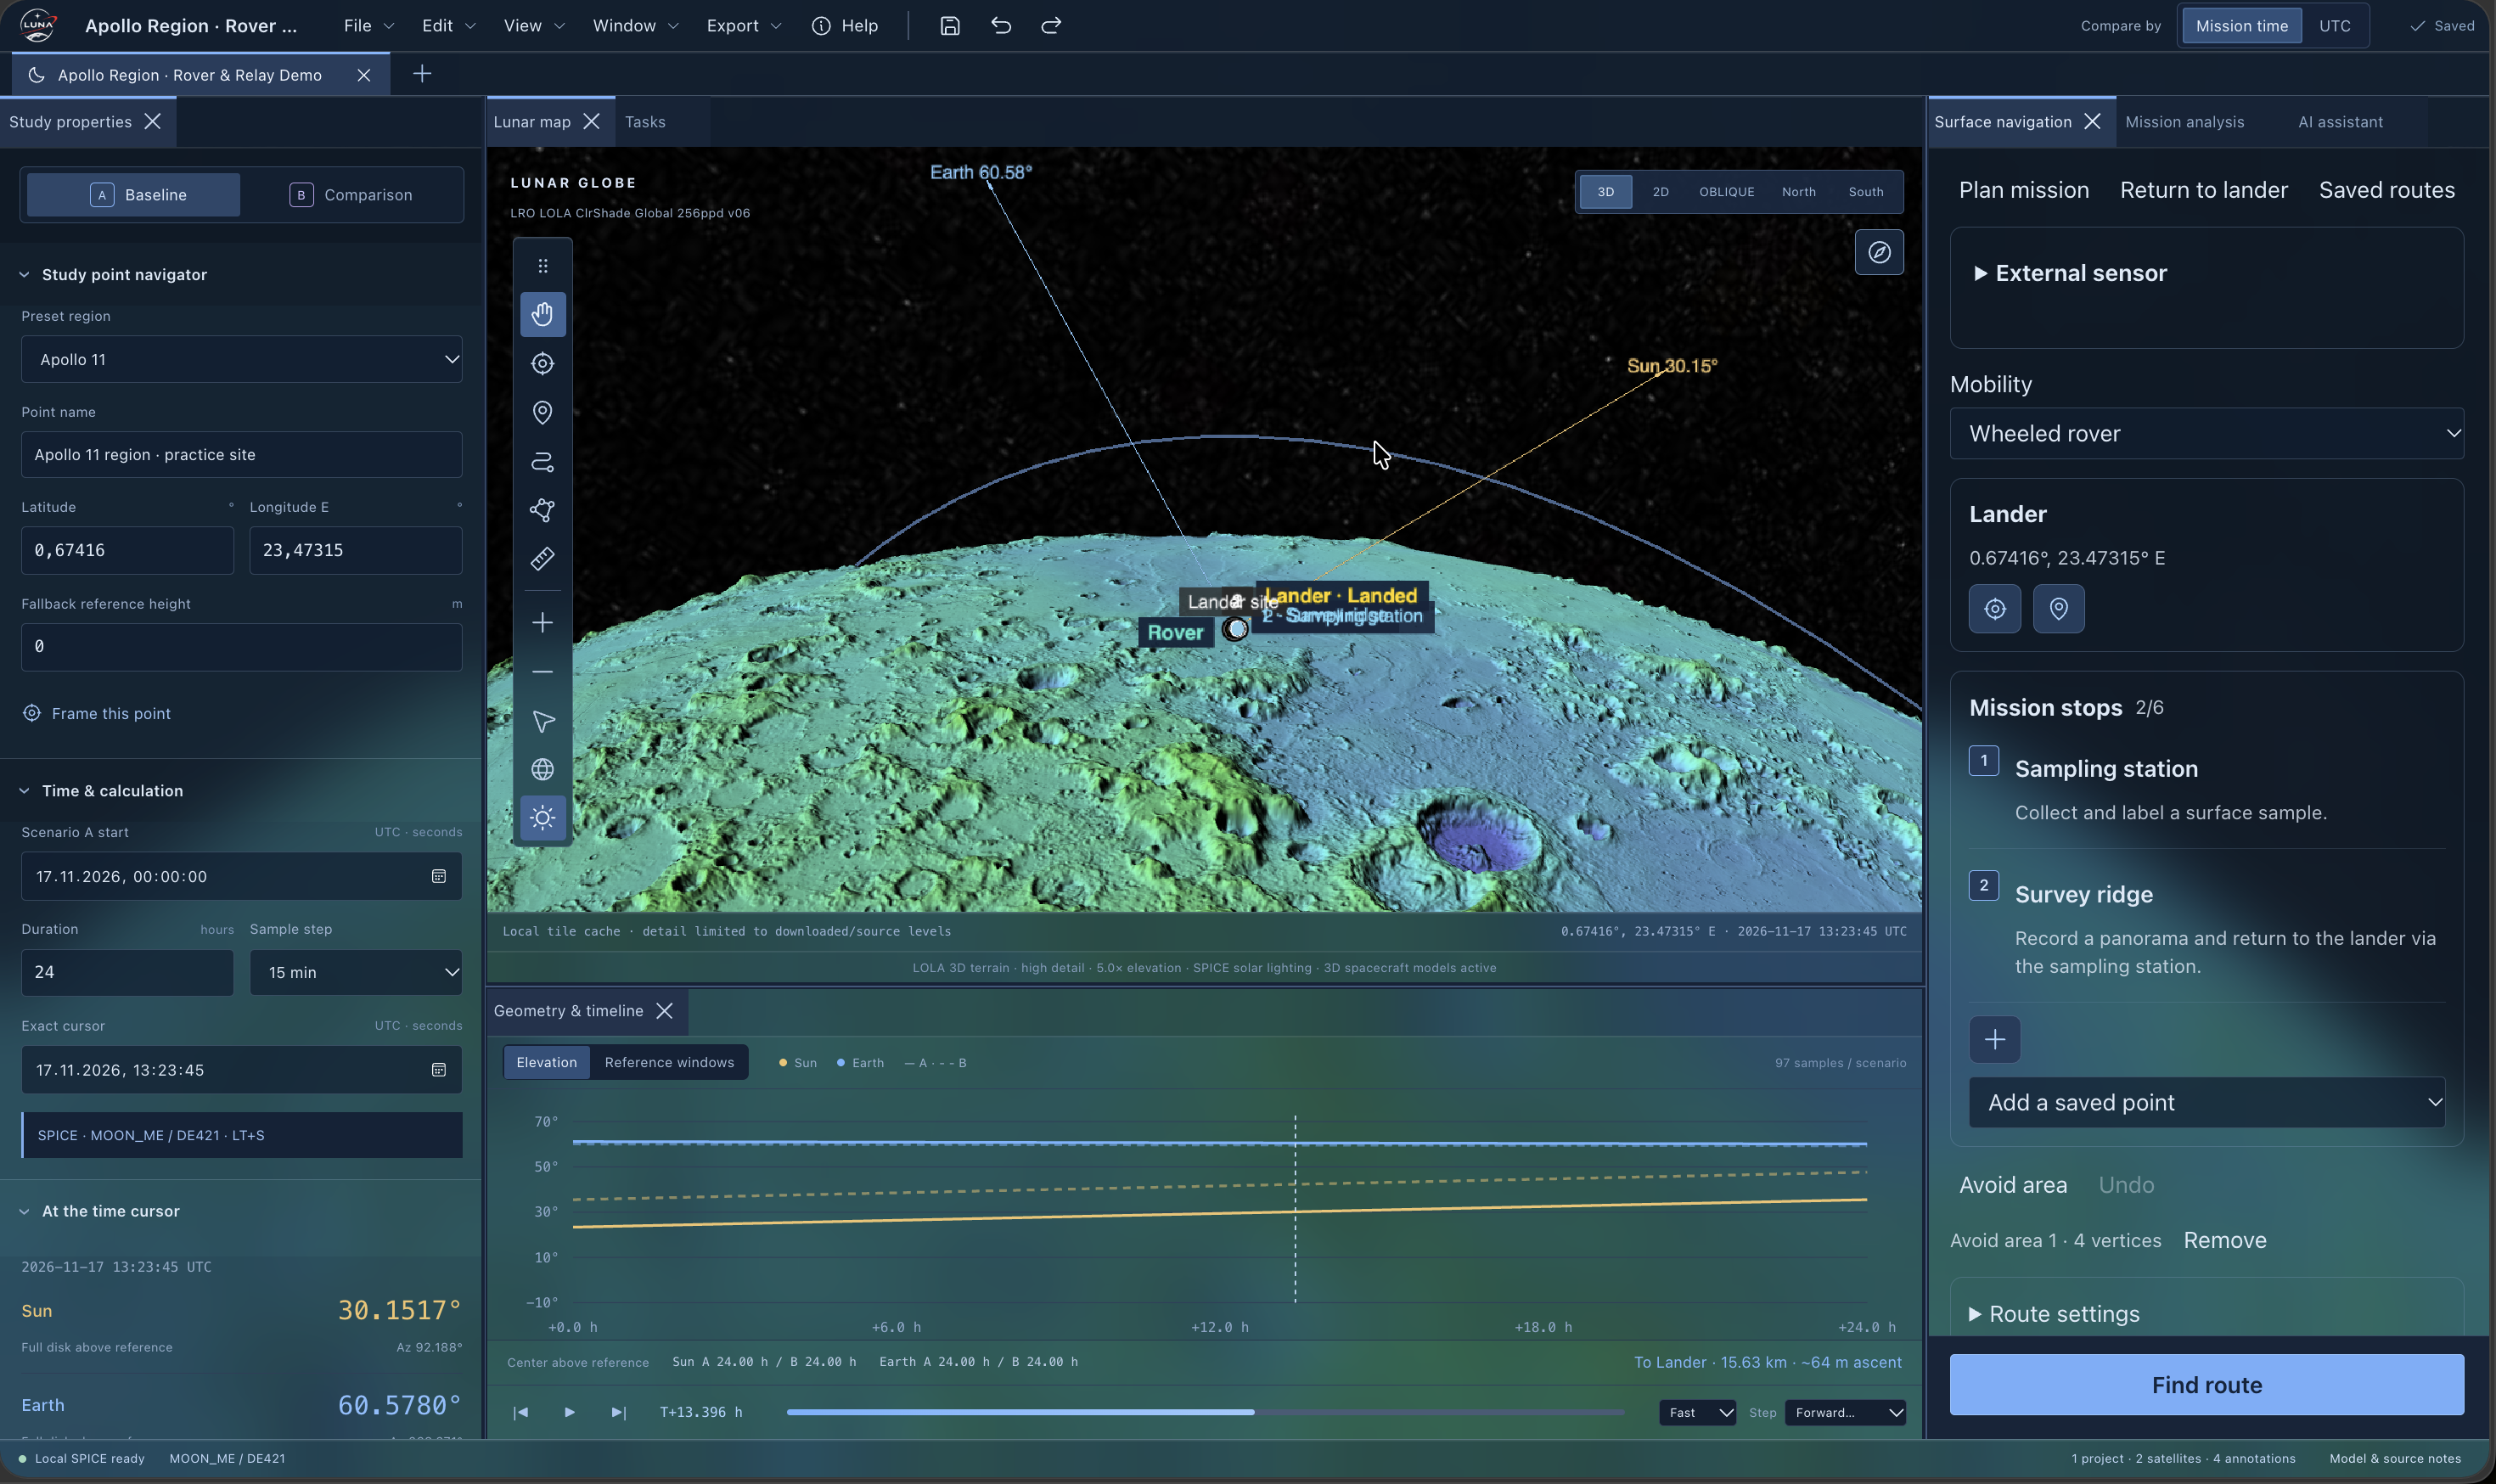 LUNA
Apollo Region · Rover ...
File
Edit
View
Window
Export
Help
Compare by
Mission time
UTC
Saved
Apollo Region · Rover & Relay Demo
Study properties
A Baseline
B Comparison
Study point navigator
Preset region
Apollo 11
Point name
Apollo 11 region · practice site
Latitude °
Longitude E °
0,67416
23,47315
Fallback reference height m
0
Frame this point
Time & calculation
Scenario A start UTC · seconds
17.11.2026, 00:00:00
Duration hours
Sample step
24
15 min
Exact cursor UTC · seconds
17.11.2026, 13:23:45
SPICE · MOON_ME / DE421 · LT+S
At the time cursor
2026-11-17 13:23:45 UTC
Sun 30.1517°
Full disk above reference Az 92.188°
Earth 60.5780°
Lunar map
Tasks
LUNAR GLOBE
LRO LOLA ClrShade Global 256ppd v06
3D
2D
OBLIQUE
North
South
Earth 60.58°
Sun 30.15°
Lander site
Lander · Landed
Rover
Local tile cache · detail limited to downloaded/source levels
0.67416°, 23.47315° E · 2026-11-17 13:23:45 UTC
LOLA 3D terrain · high detail · 5.0× elevation · SPICE solar lighting · 3D spacecraft models active
Geometry & timeline
Elevation
Reference windows
Sun
Earth
— A · - - B
97 samples / scenario
70°
50°
30°
10°
-10°
+0.0 h
+6.0 h
+12.0 h
+18.0 h
+24.0 h
Center above reference
Sun A 24.00 h / B 24.00 h
Earth A 24.00 h / B 24.00 h
To Lander · 15.63 km · ~64 m ascent
T+13.396 h
Fast
Step
Forward...
Surface navigation
Mission analysis
AI assistant
Plan mission
Return to lander
Saved routes
External sensor
Mobility
Wheeled rover
Lander
0.67416°, 23.47315° E
Mission stops 2/6
1 Sampling station
Collect and label a surface sample.
2 Survey ridge
Record a panorama and return to the lander via
the sampling station.
Add a saved point
Avoid area
Undo
Avoid area 1 · 4 vertices
Remove
Route settings
Find route
Local SPICE ready
MOON_ME / DE421
1 project · 2 satellites · 4 annotations
Model & source notes